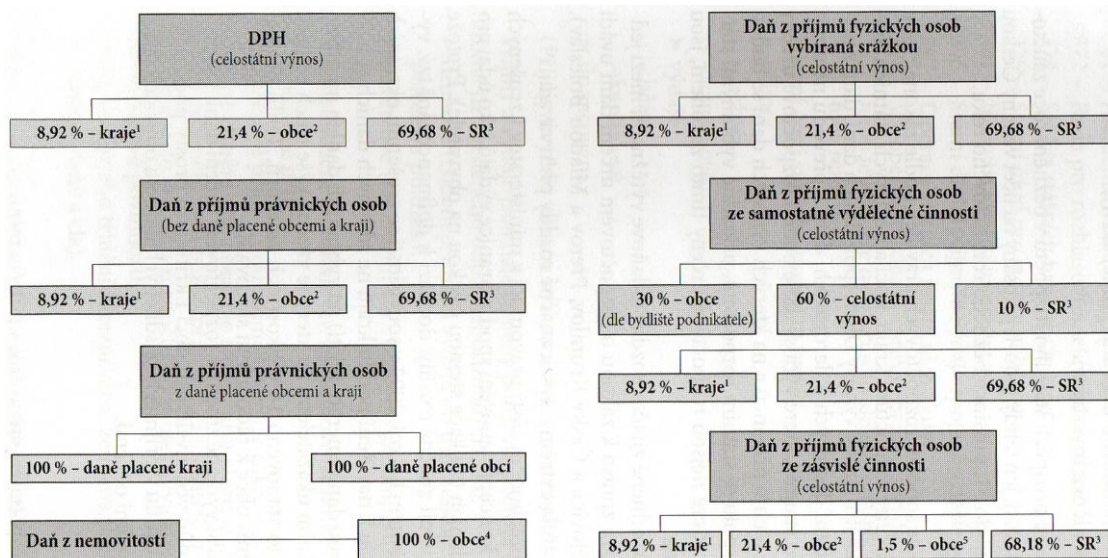 DPH
(celostátní výnos)
8,92 % – kraje¹
21,4 % – obce²
69,68 % – SR³
Daň z příjmů právnických osob
(bez daně placené obcemi a kraji)
8,92 % – kraje¹
21,4 % – obce²
69,68 % – SR³
Daň z příjmů právnických osob
z daně placené obcemi a kraji
100 % – daně placené kraji
100 % – daně placené obcí
Daň z nemovitostí
100 % – obce⁴
Daň z příjmů fyzických osob
vybíraná srážkou
(celostátní výnos)
8,92 % – kraje¹
21,4 % – obce²
69,68 % – SR³
Daň z příjmů fyzických osob
ze samostatně výdělečné činnosti
(celostátní výnos)
30 % – obce
(dle bydliště podnikatele)
60 % – celostátní
výnos
10 % – SR³
8,92 % – kraje¹
21,4 % – obce²
69,68 % – SR³
Daň z příjmů fyzických osob
ze zásvislé činnosti
(celostátní výnos)
8,92 % – kraje¹
21,4 % – obce²
1,5 % – obce⁵
68,18 % – SR³